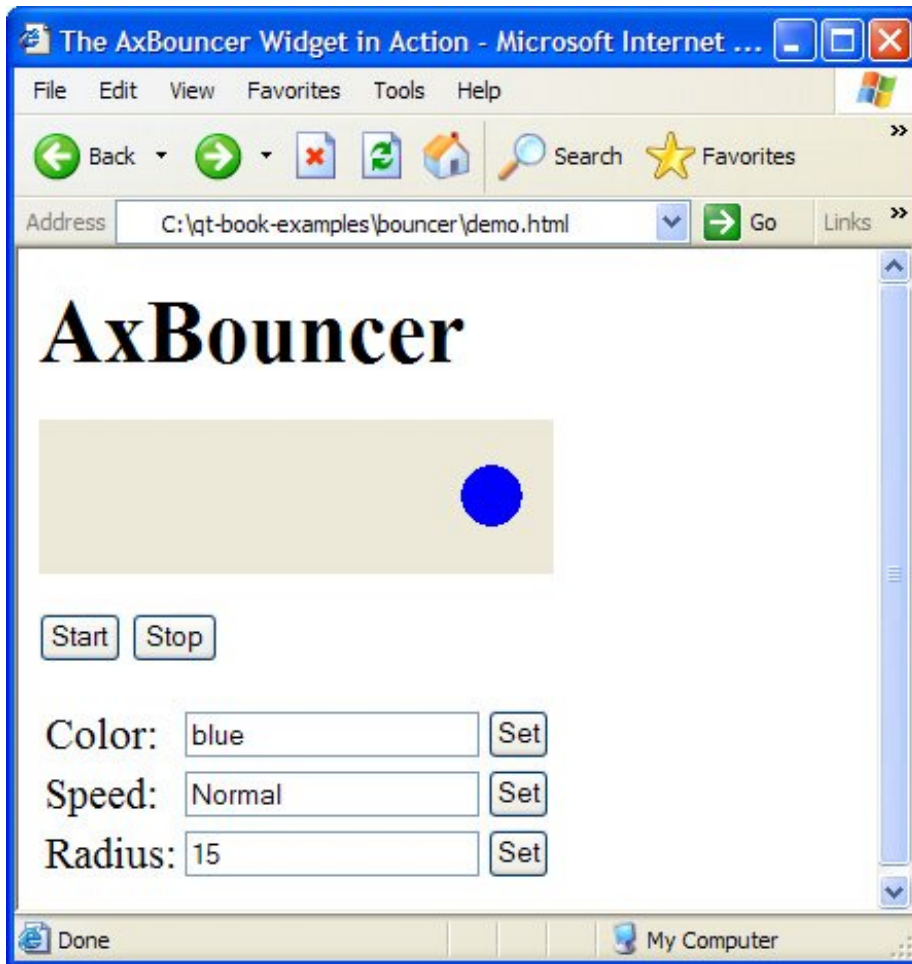 The AxBouncer Widget in Action - Microsoft Internet ...
File Edit View Favorites Tools Help
Back Search Favorites »
Address C:\qt-book-examples\bouncer\demo.html Go Links »
AxBouncer
Start Stop
Color: blue Set
Speed: Normal Set
Radius: 15 Set
Done My Computer